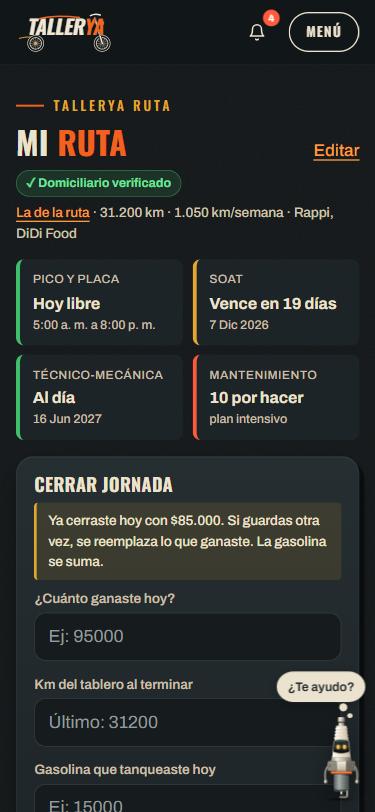 TALLERYA
4
MENÚ
TALLERYA RUTA
MI RUTA
Editar
✓ Domiciliario verificado
La de la ruta · 31.200 km · 1.050 km/semana · Rappi,
DiDi Food
PICO Y PLACA
Hoy libre
5:00 a. m. a 8:00 p. m.
SOAT
Vence en 19 días
7 Dic 2026
TÉCNICO-MECÁNICA
Al día
16 Jun 2027
MANTENIMIENTO
10 por hacer
plan intensivo
CERRAR JORNADA
Ya cerraste hoy con $85.000. Si guardas otra
vez, se reemplaza lo que ganaste. La gasolina
se suma.
¿Cuánto ganaste hoy?
Ej: 95000
Km del tablero al terminar
¿Te ayudo?
Último: 31200
Gasolina que tanqueaste hoy
Ej: 15000